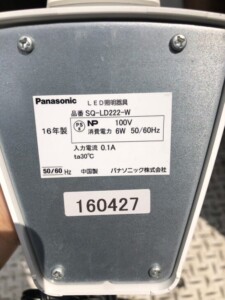 Panasonic LED照明器具
品番 SQ-LD222-W
16年製
PS E NP 100V
消費電力 6W 50/60Hz
入力電流 0.1A
ta30℃
50/60 Hz 中国製 パナソニック株式会社
160427